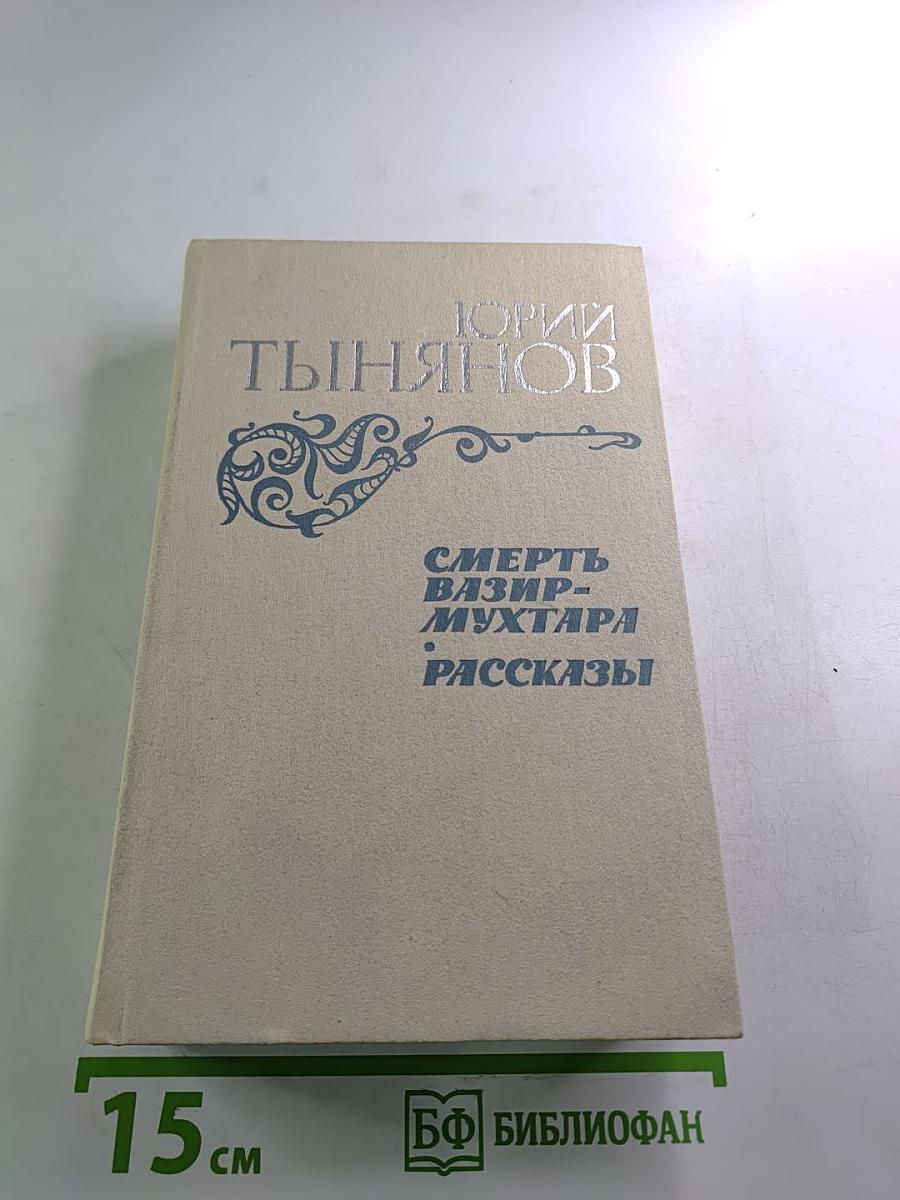 ЮРИЙ
ТЫНЯНОВ
СМЕРТЬ
ВАЗИР-
МУХТАРА
•
РАССКАЗЫ
15 см
БФ БИБЛИОФАН